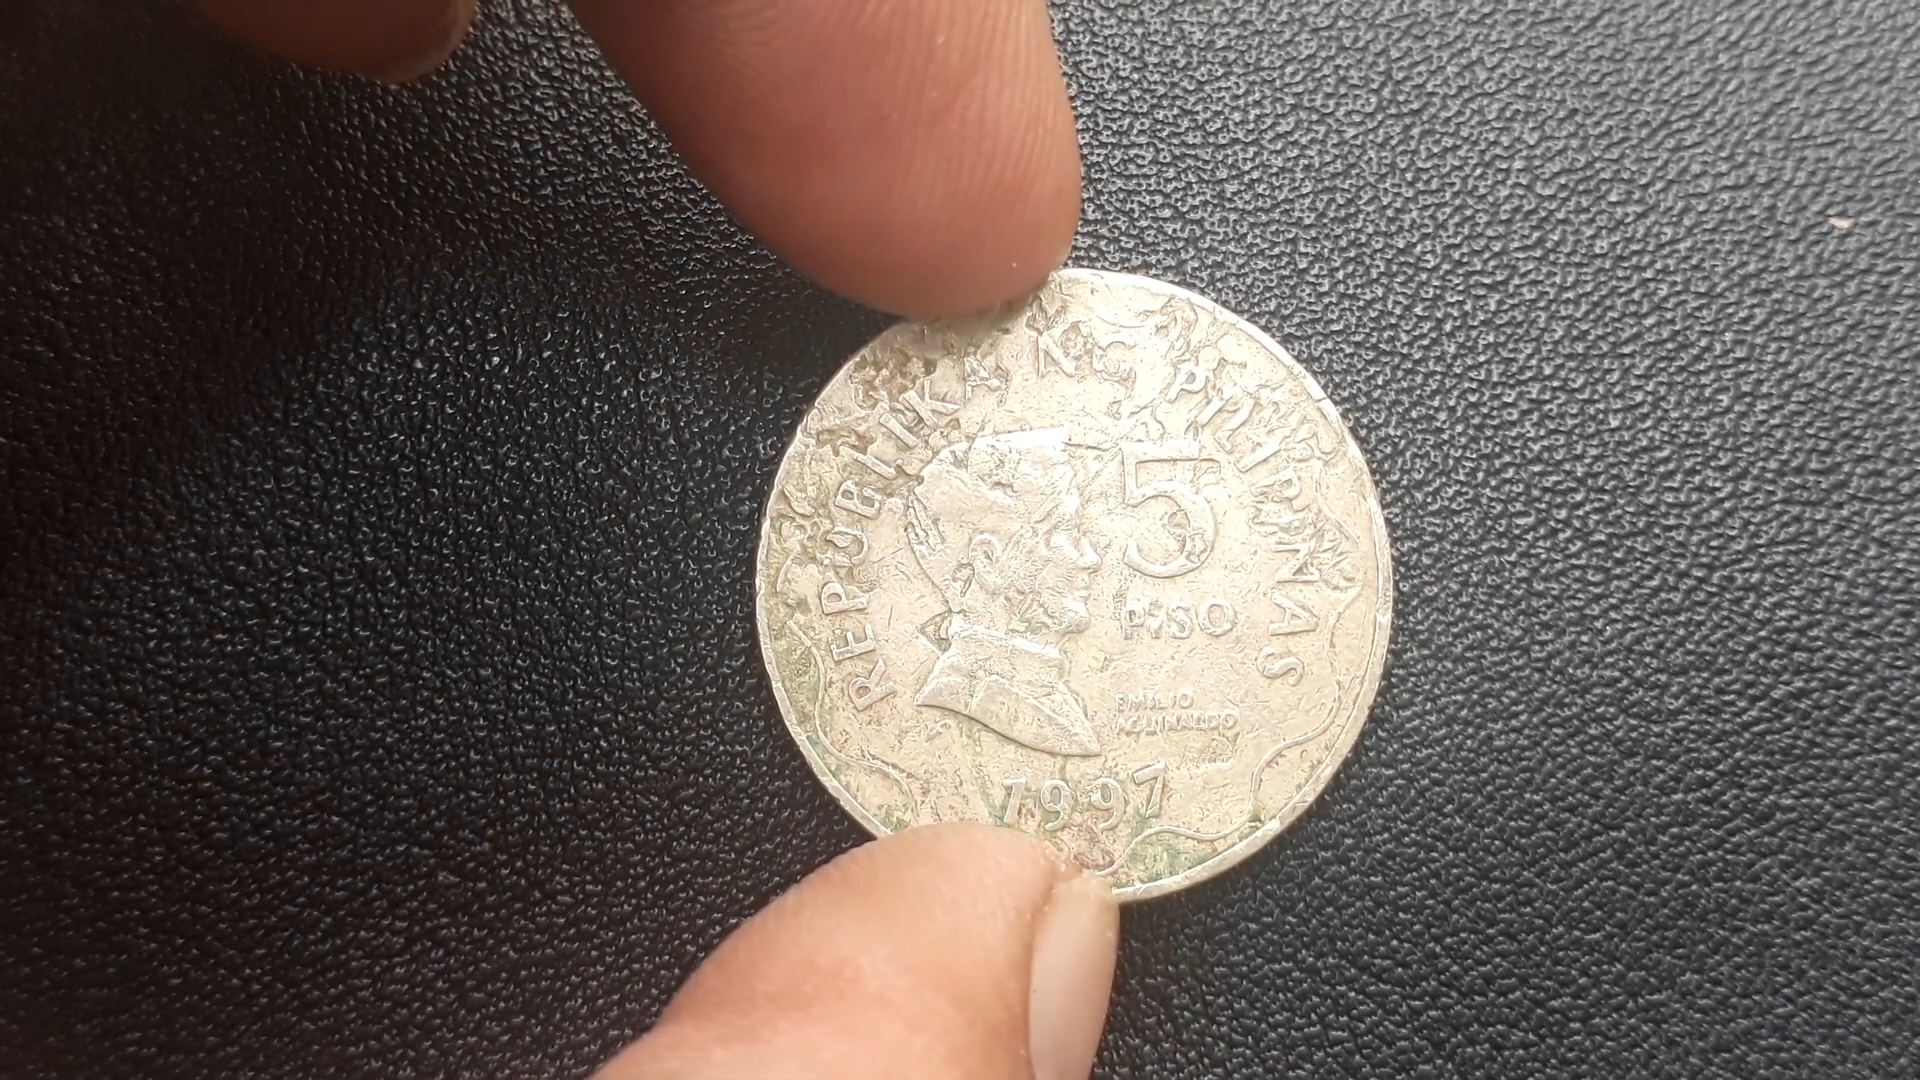 REPUBLIKA NG PILIPINAS
5
PISO
EMILIO
AGUINALDO
1997